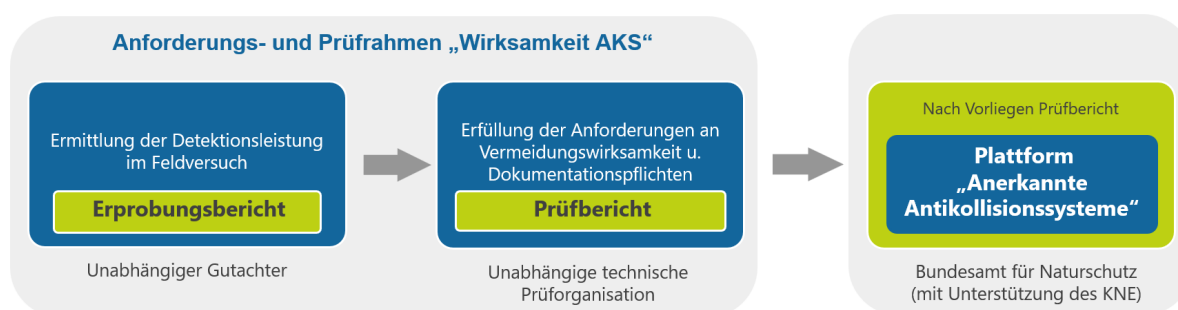 Anforderungs- und Prüfrahmen „Wirksamkeit AKS“
Ermittlung der Detektionsleistung
im Feldversuch
Erprobungsbericht
Unabhängiger Gutachter
Erfüllung der Anforderungen an
Vermeidungswirksamkeit u.
Dokumentationspflichten
Prüfbericht
Unabhängige technische
Prüforganisation
Nach Vorliegen Prüfbericht
Plattform
„Anerkannte
Antikollisionssysteme“
Bundesamt für Naturschutz
(mit Unterstützung des KNE)